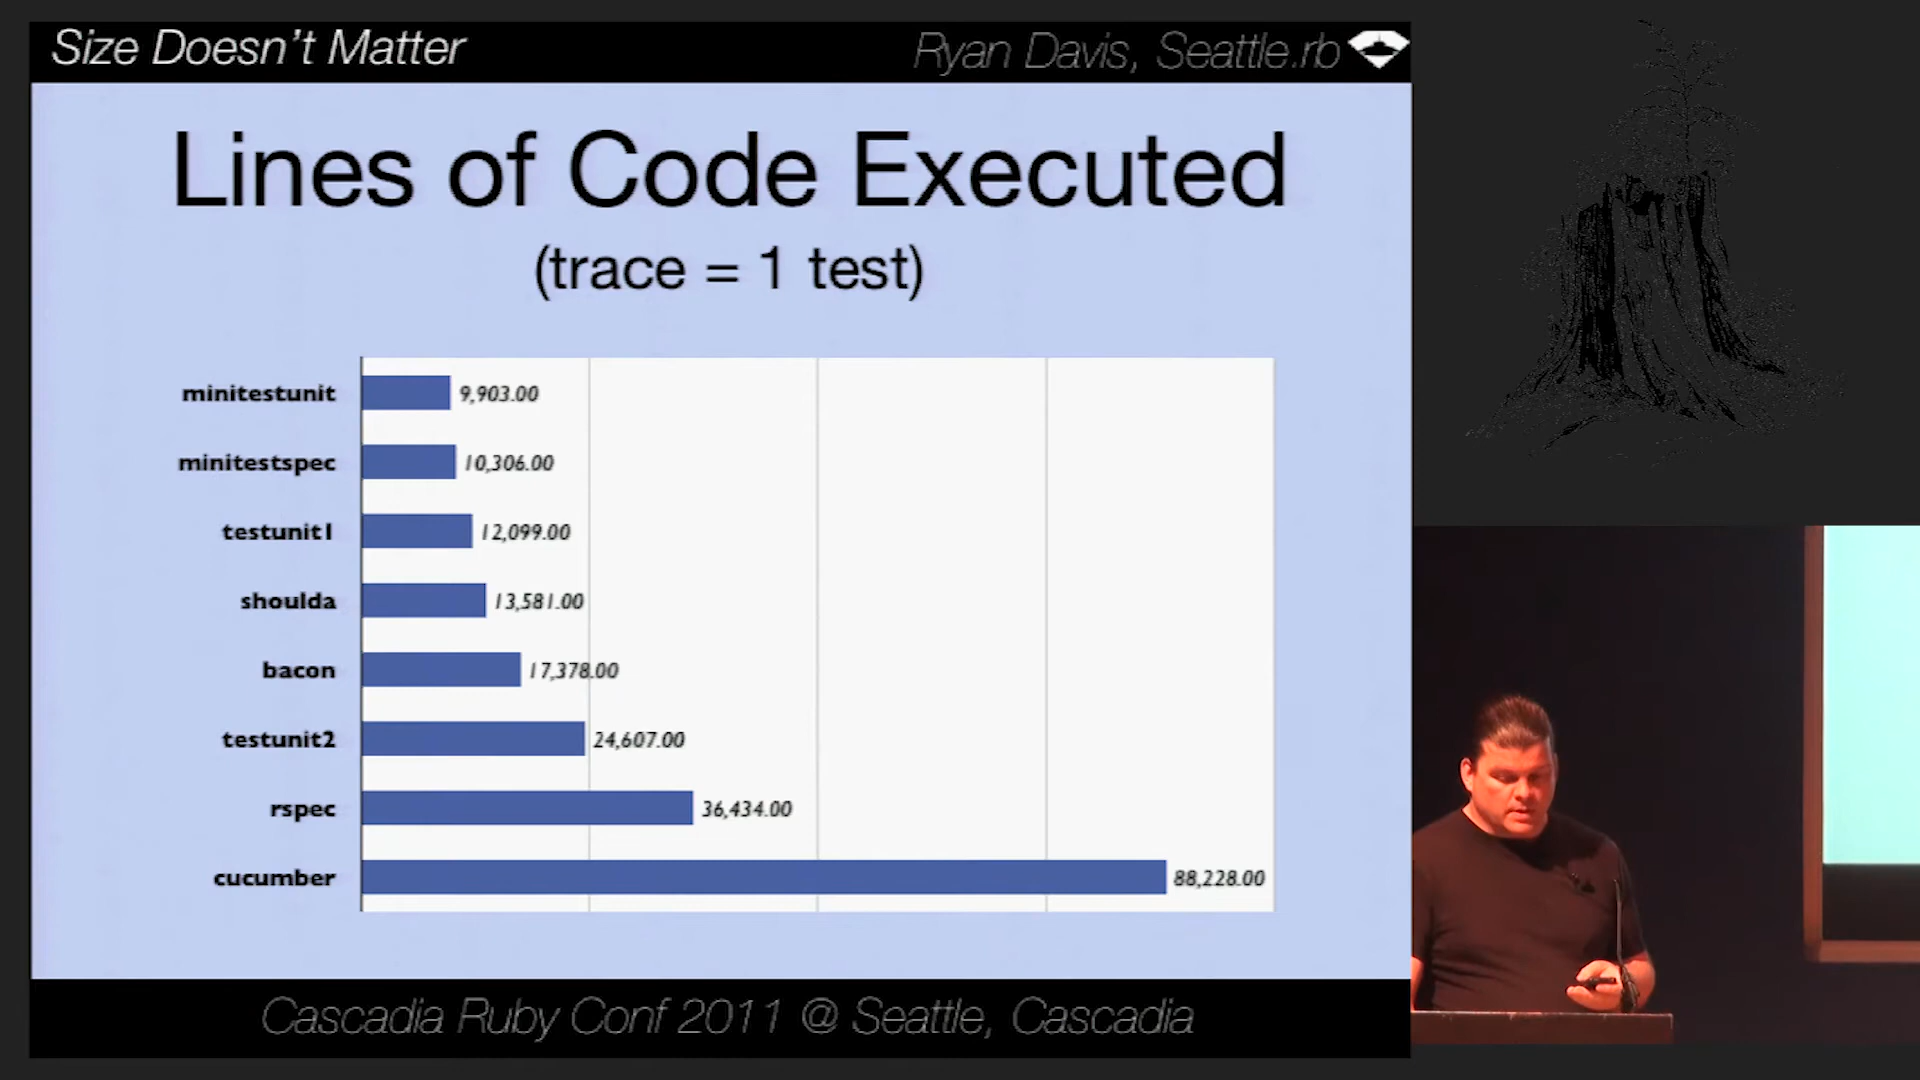 Size Doesn't Matter
Ryan Davis, Seattle.rb
Lines of Code Executed
(trace = 1 test)
minitestunit 9,903.00
minitestspec 10,306.00
testunit1 12,099.00
shoulda 13,581.00
bacon 17,378.00
testunit2 24,607.00
rspec 36,434.00
cucumber 88,228.00
Cascadia Ruby Conf 2011 @ Seattle, Cascadia